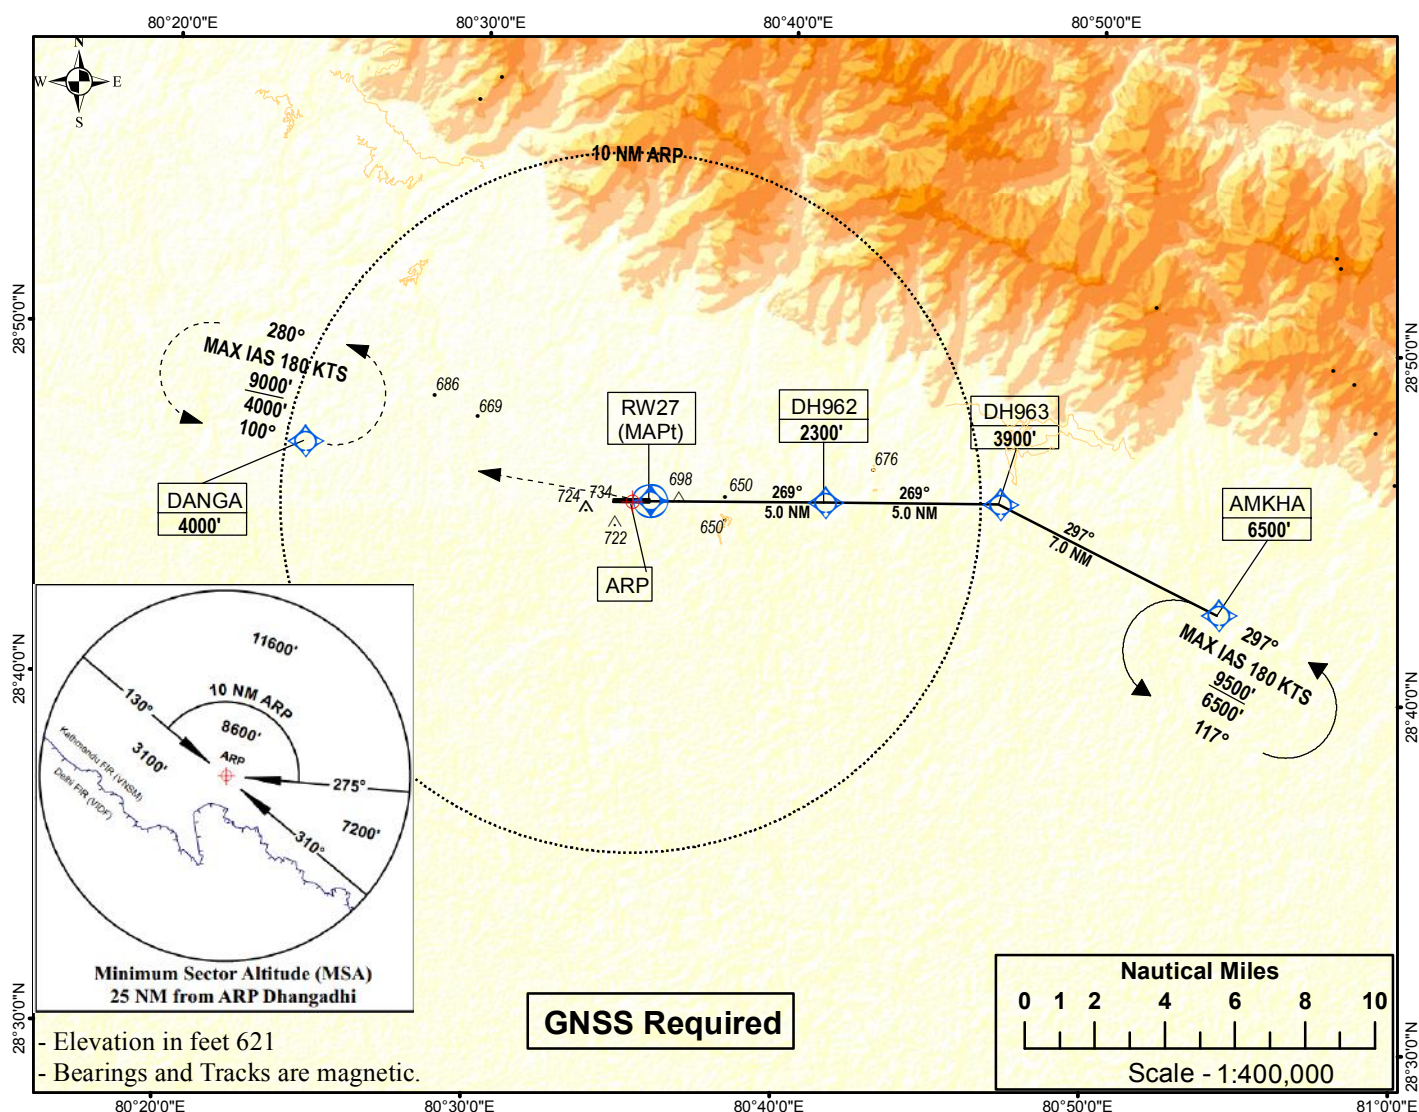 80°20'0"E
80°30'0"E
80°40'0"E
80°50'0"E
N
W
E
S
10 NM ARP
28°50'0"N
28°50'0"N
280°
MAX IAS 180 KTS
9000'
4000'
100°
DANGA
4000'
686
669
RW27
(MAPt)
DH962
2300'
DH963
3900'
676
724
734
698
650
722
650
269°
5.0 NM
269°
5.0 NM
297°
7.0 NM
AMKHA
6500'
ARP
297°
MAX IAS 180 KTS
9500'
6500'
117°
28°40'0"N
28°40'0"N
11600'
130°
10 NM ARP
8600'
ARP
3100'
Kathmandu FIR (VNSM)
Delhi FIR (VIDF)
275°
7200'
310°
Minimum Sector Altitude (MSA)
25 NM from ARP Dhangadhi
Nautical Miles
0 1 2 4 6 8 10
Scale - 1:400,000
GNSS Required
28°30'0"N
28°30'0"N
- Elevation in feet 621
- Bearings and Tracks are magnetic.
80°20'0"E
80°30'0"E
80°40'0"E
80°50'0"E
81°0'0"E